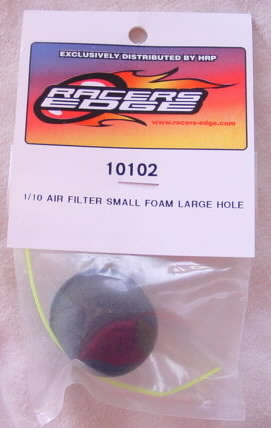 EXCLUSIVELY DISTRIBUTED BY HRP
RACERS
EDGE
www.racers-edge.com
10102
1/10 AIR FILTER SMALL FOAM LARGE HOLE